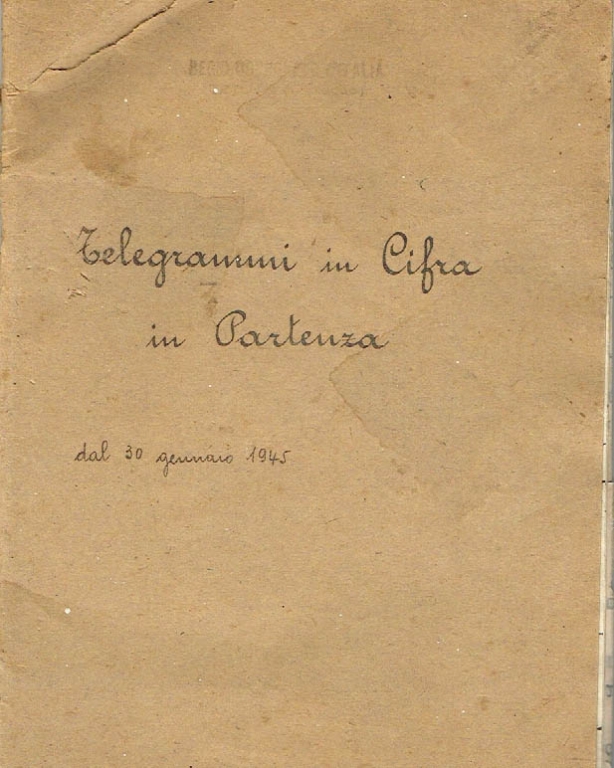 Telegrammi in Cifra
in Partenza
dal 30 gennaio 1945